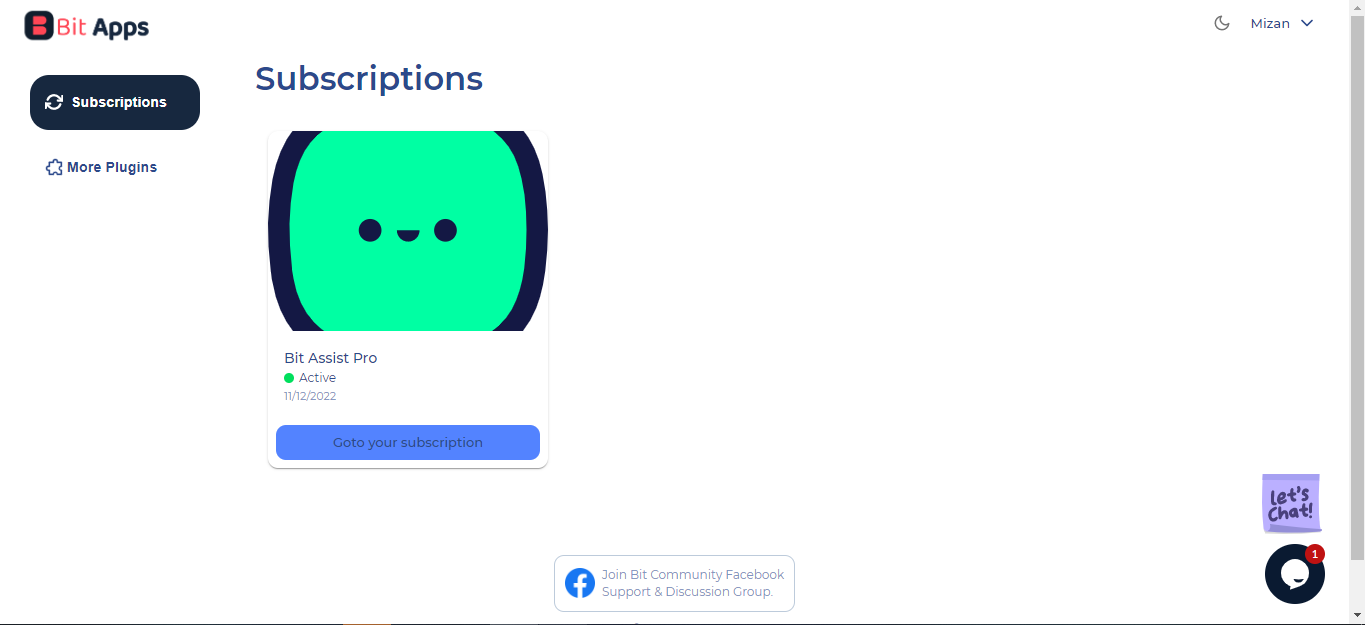 Bit Apps
Mizan
Subscriptions
Subscriptions
More Plugins
Bit Assist Pro
Active
11/12/2022
Goto your subscription
Let's
Chat!
1
Join Bit Community Facebook
Support & Discussion Group.